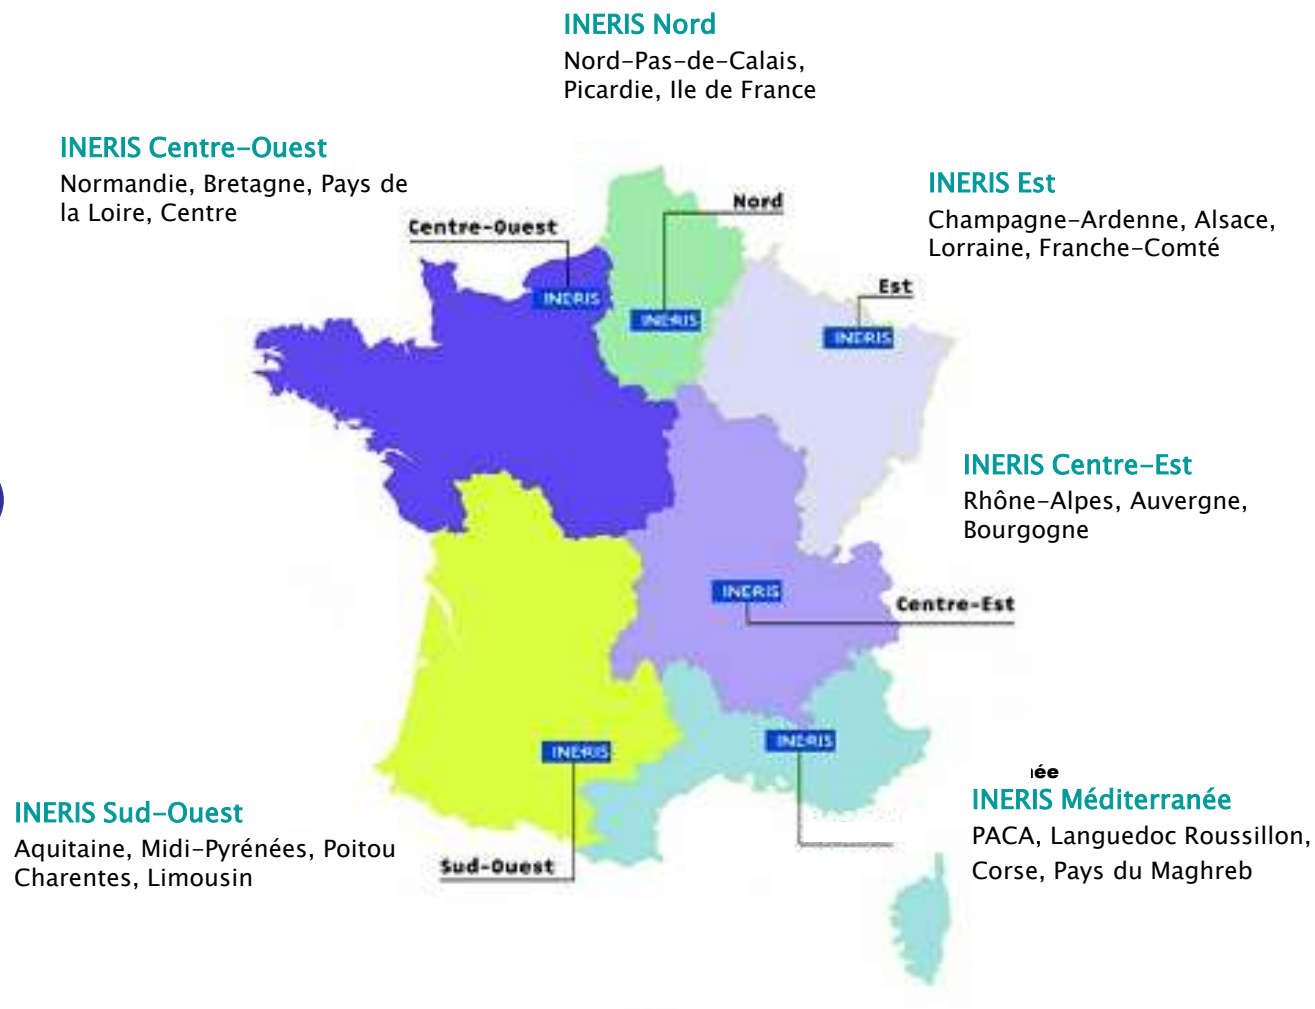 INERIS Nord
Nord-Pas-de-Calais,
Picardie, Ile de France
INERIS Centre-Ouest
Normandie, Bretagne, Pays de
la Loire, Centre
INERIS Est
Champagne-Ardenne, Alsace,
Lorraine, Franche-Comté
Nord
Centre-Ouest
Est
INERIS
INERIS
INERIS
INERIS Centre-Est
Rhône-Alpes, Auvergne,
Bourgogne
INERIS
Centre-Est
INERIS
INERIS
ée
INERIS Méditerranée
PACA, Languedoc Roussillon,
Corse, Pays du Maghreb
INERIS Sud-Ouest
Aquitaine, Midi-Pyrénées, Poitou
Charentes, Limousin
Sud-Ouest